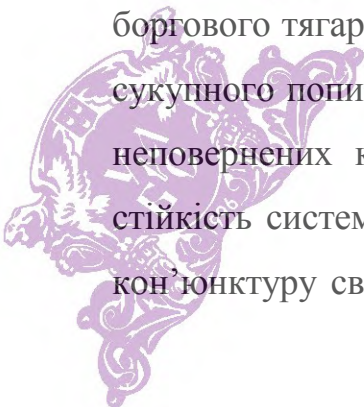 боргового тягар
сукупного попи
неповернених к
стійкість систем
кон’юнктуру св